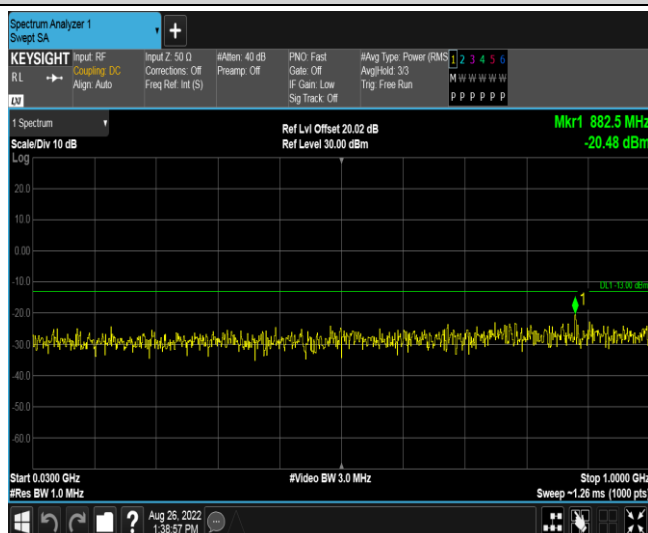 Spectrum Analyzer 1
Swept SA
+
KEYSIGHT
RL
LXI
Input: RF
Coupling: DC
Align: Auto
Input Z: 50 Ω
Corrections: Off
Freq Ref: Int (S)
#Atten: 40 dB
Preamp: Off
PNO: Fast
Gate: Off
IF Gain: Low
Sig Track: Off
#Avg Type: Power (RMS
Avg|Hold: 3/3
Trig: Free Run
1 2 3 4 5 6
M W W W W W
P P P P P P
1 Spectrum
Scale/Div 10 dB
Log
Ref Lvl Offset 20.02 dB
Ref Level 30.00 dBm
Mkr1 882.5 MHz
-20.48 dBm
20.0
10.0
0.00
-10.0
-20.0
-30.0
-40.0
-50.0
-60.0
DL1 -13.00 dBm
1
Start 0.0300 GHz
#Res BW 1.0 MHz
#Video BW 3.0 MHz
Stop 1.0000 GHz
Sweep ~1.26 ms (1000 pts)
?
Aug 26, 2022
1:38:57 PM